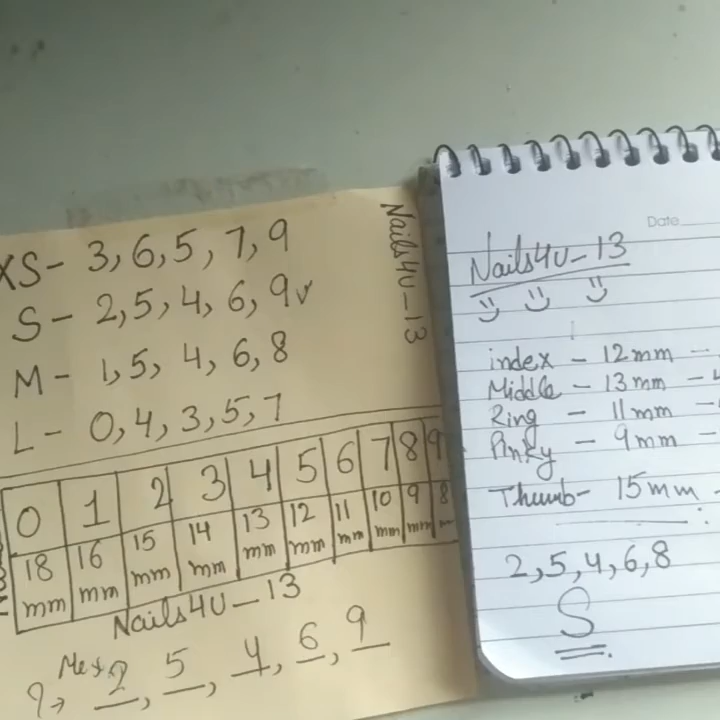 XS- 3, 6, 5, 7, 9
S - 2, 5, 4, 6, 9✓
M - 1, 5, 4, 6, 8
L - 0, 4, 3, 5, 7
Nails4U-13
0 1 2 3 4 5 6 7 8 9
18 mm 16 mm 15 mm 14 mm 13 mm 12 mm 11 mm 10 mm 9 mm 8
Nails4U-13
2, 5, 4, 6, 9
Date
Nails4U-13
index - 12mm -
Middle - 13mm -
Ring - 11mm -
Pinky - 9mm -
Thumb- 15mm -
2, 5, 4, 6, 8
S